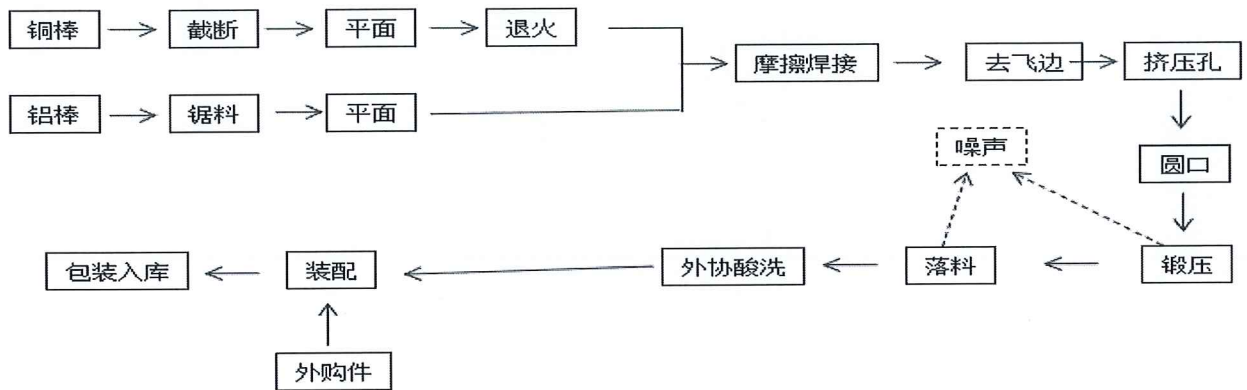 铜棒 截断 平面 退火
摩擦焊接 去飞边 挤压孔
铝棒 锯料 平面
噪声 圆口
包装入库 装配 外协酸洗 落料 锻压
外购件